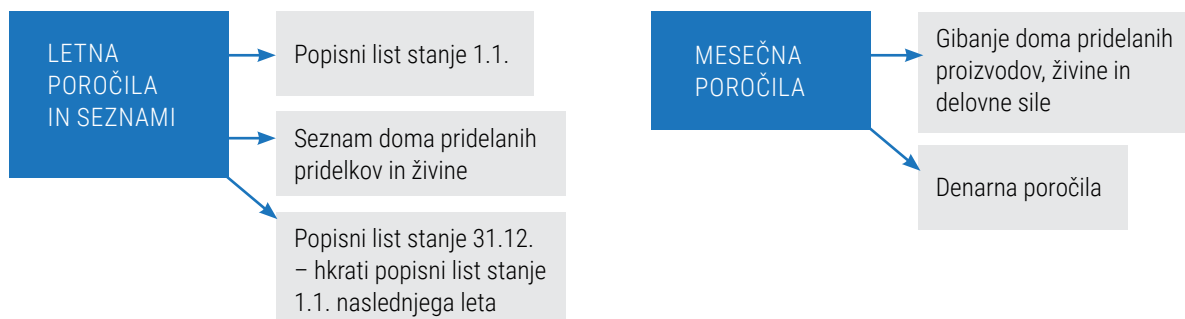 LETNA
POROČILA
IN SEZNAMI
Popisni list stanje 1.1.
Seznam doma pridelanih
pridelkov in živine
Popisni list stanje 31.12.
– hkrati popisni list stanje
1.1. naslednjega leta
MESEČNA
POROČILA
Gibanje doma pridelanih
proizvodov, živine in
delovne sile
Denarna poročila